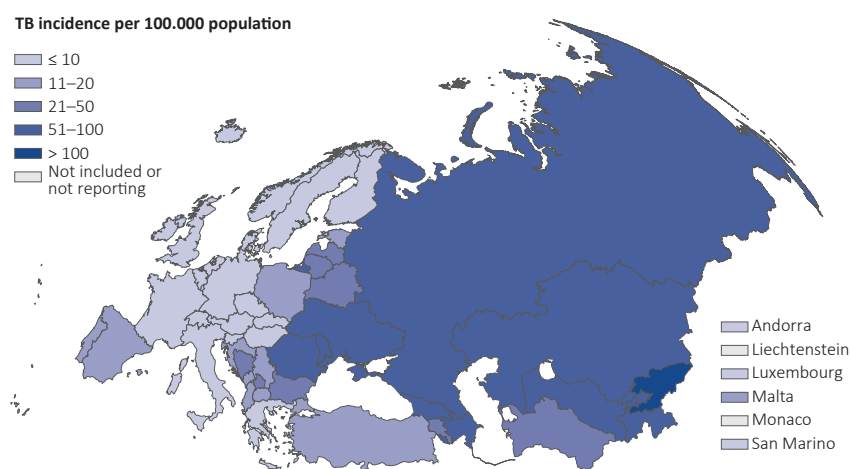 TB incidence per 100.000 population
≤ 10
11–20
21–50
51–100
> 100
Not included or
not reporting
Andorra
Liechtenstein
Luxembourg
Malta
Monaco
San Marino